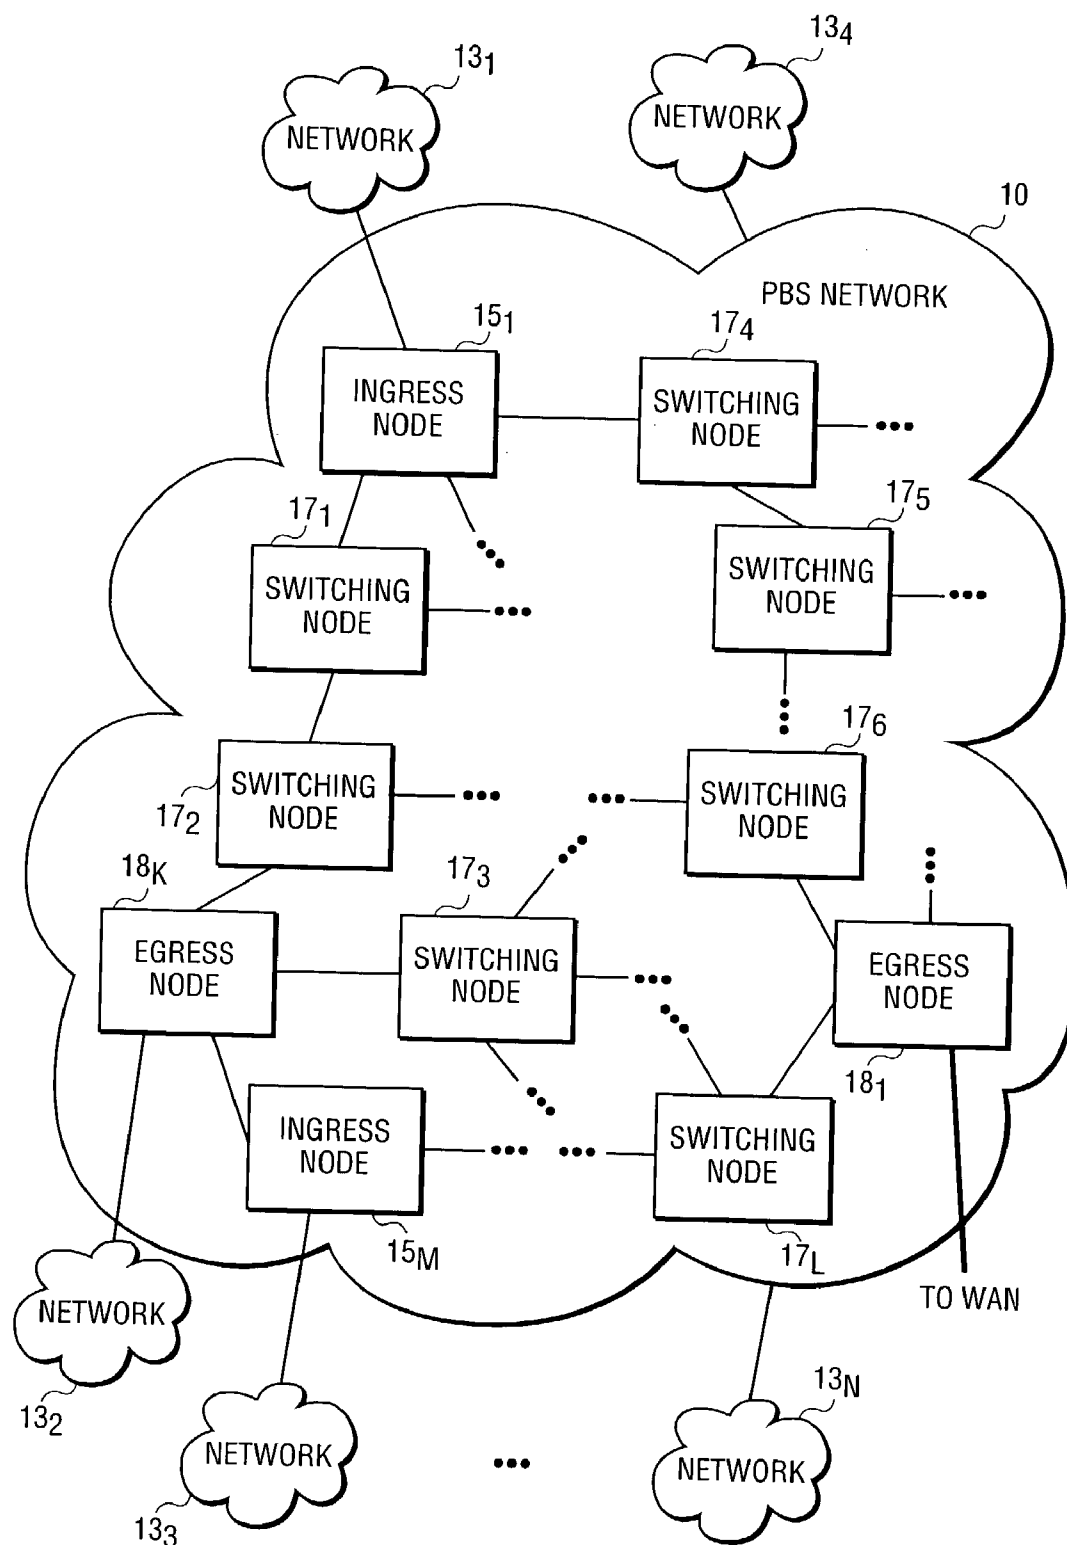 13₁
NETWORK
13₄
NETWORK
10
PBS NETWORK
15₁
INGRESS
NODE
17₄
SWITCHING
NODE
17₁
SWITCHING
NODE
17₅
SWITCHING
NODE
17₂
SWITCHING
NODE
17₆
SWITCHING
NODE
18K
EGRESS
NODE
17₃
SWITCHING
NODE
EGRESS
NODE
18₁
INGRESS
NODE
15M
SWITCHING
NODE
17L
TO WAN
NETWORK
13₂
NETWORK
13₃
13N
NETWORK